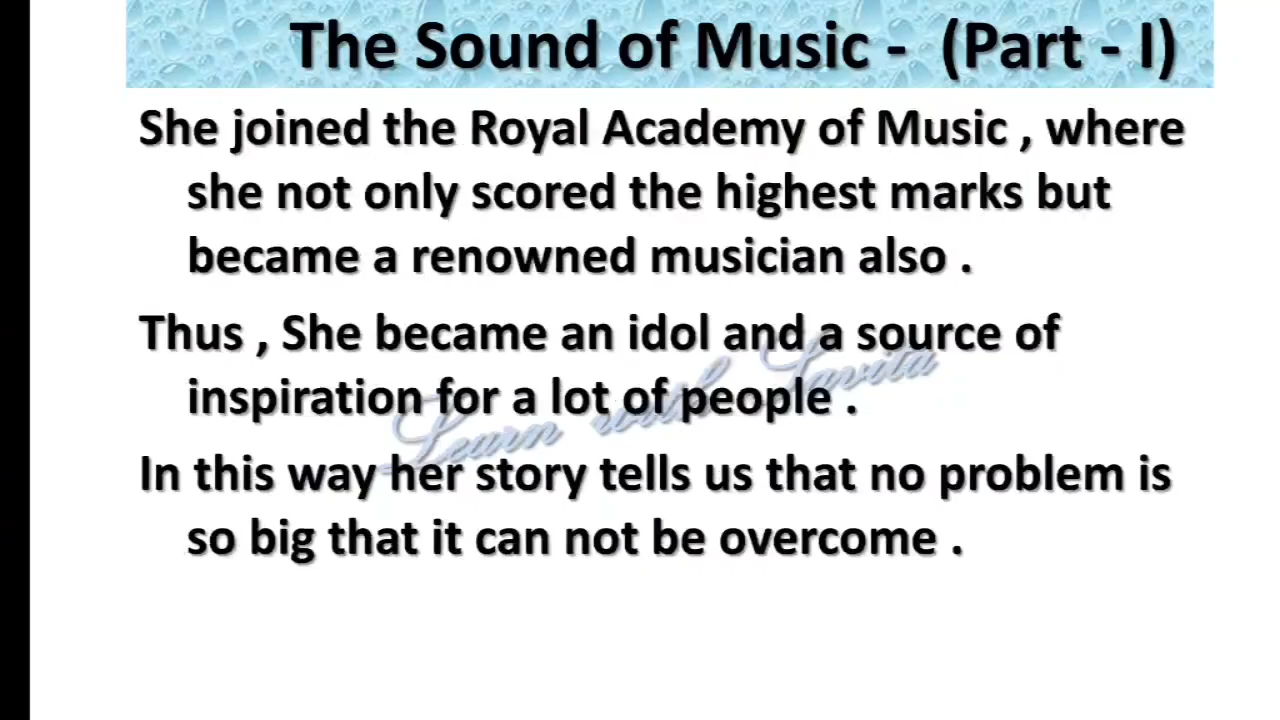 The Sound of Music - (Part - I)
She joined the Royal Academy of Music , where
she not only scored the highest marks but
became a renowned musician also .
Thus , She became an idol and a source of
inspiration for a lot of people .
Learn with Savita
In this way her story tells us that no problem is
so big that it can not be overcome .